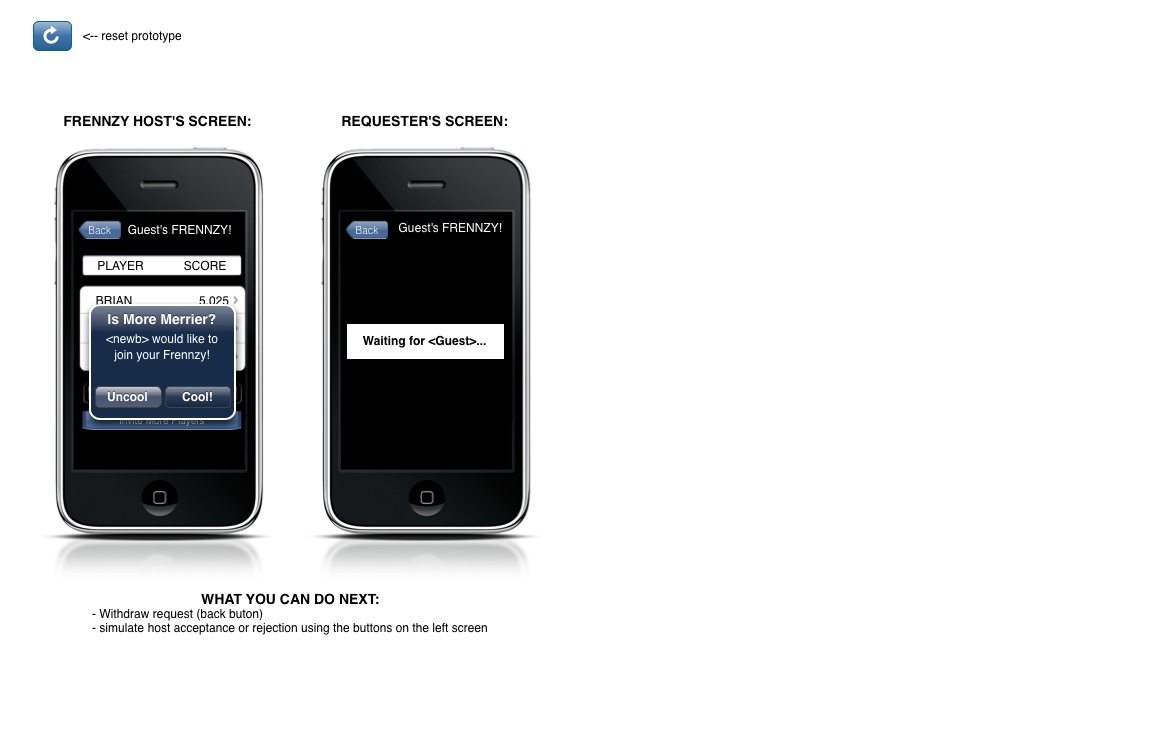 <-- reset prototype
FRENNZY HOST'S SCREEN:
REQUESTER'S SCREEN:
Back
Guest's FRENNZY!
PLAYER SCORE
BRIAN 5,025
Is More Merrier?
<newb> would like to
join your Frennzy!
Uncool
Cool!
Invite More Players
Back
Guest's FRENNZY!
Waiting for <Guest>...
WHAT YOU CAN DO NEXT:
- Withdraw request (back buton)
- simulate host acceptance or rejection using the buttons on the left screen